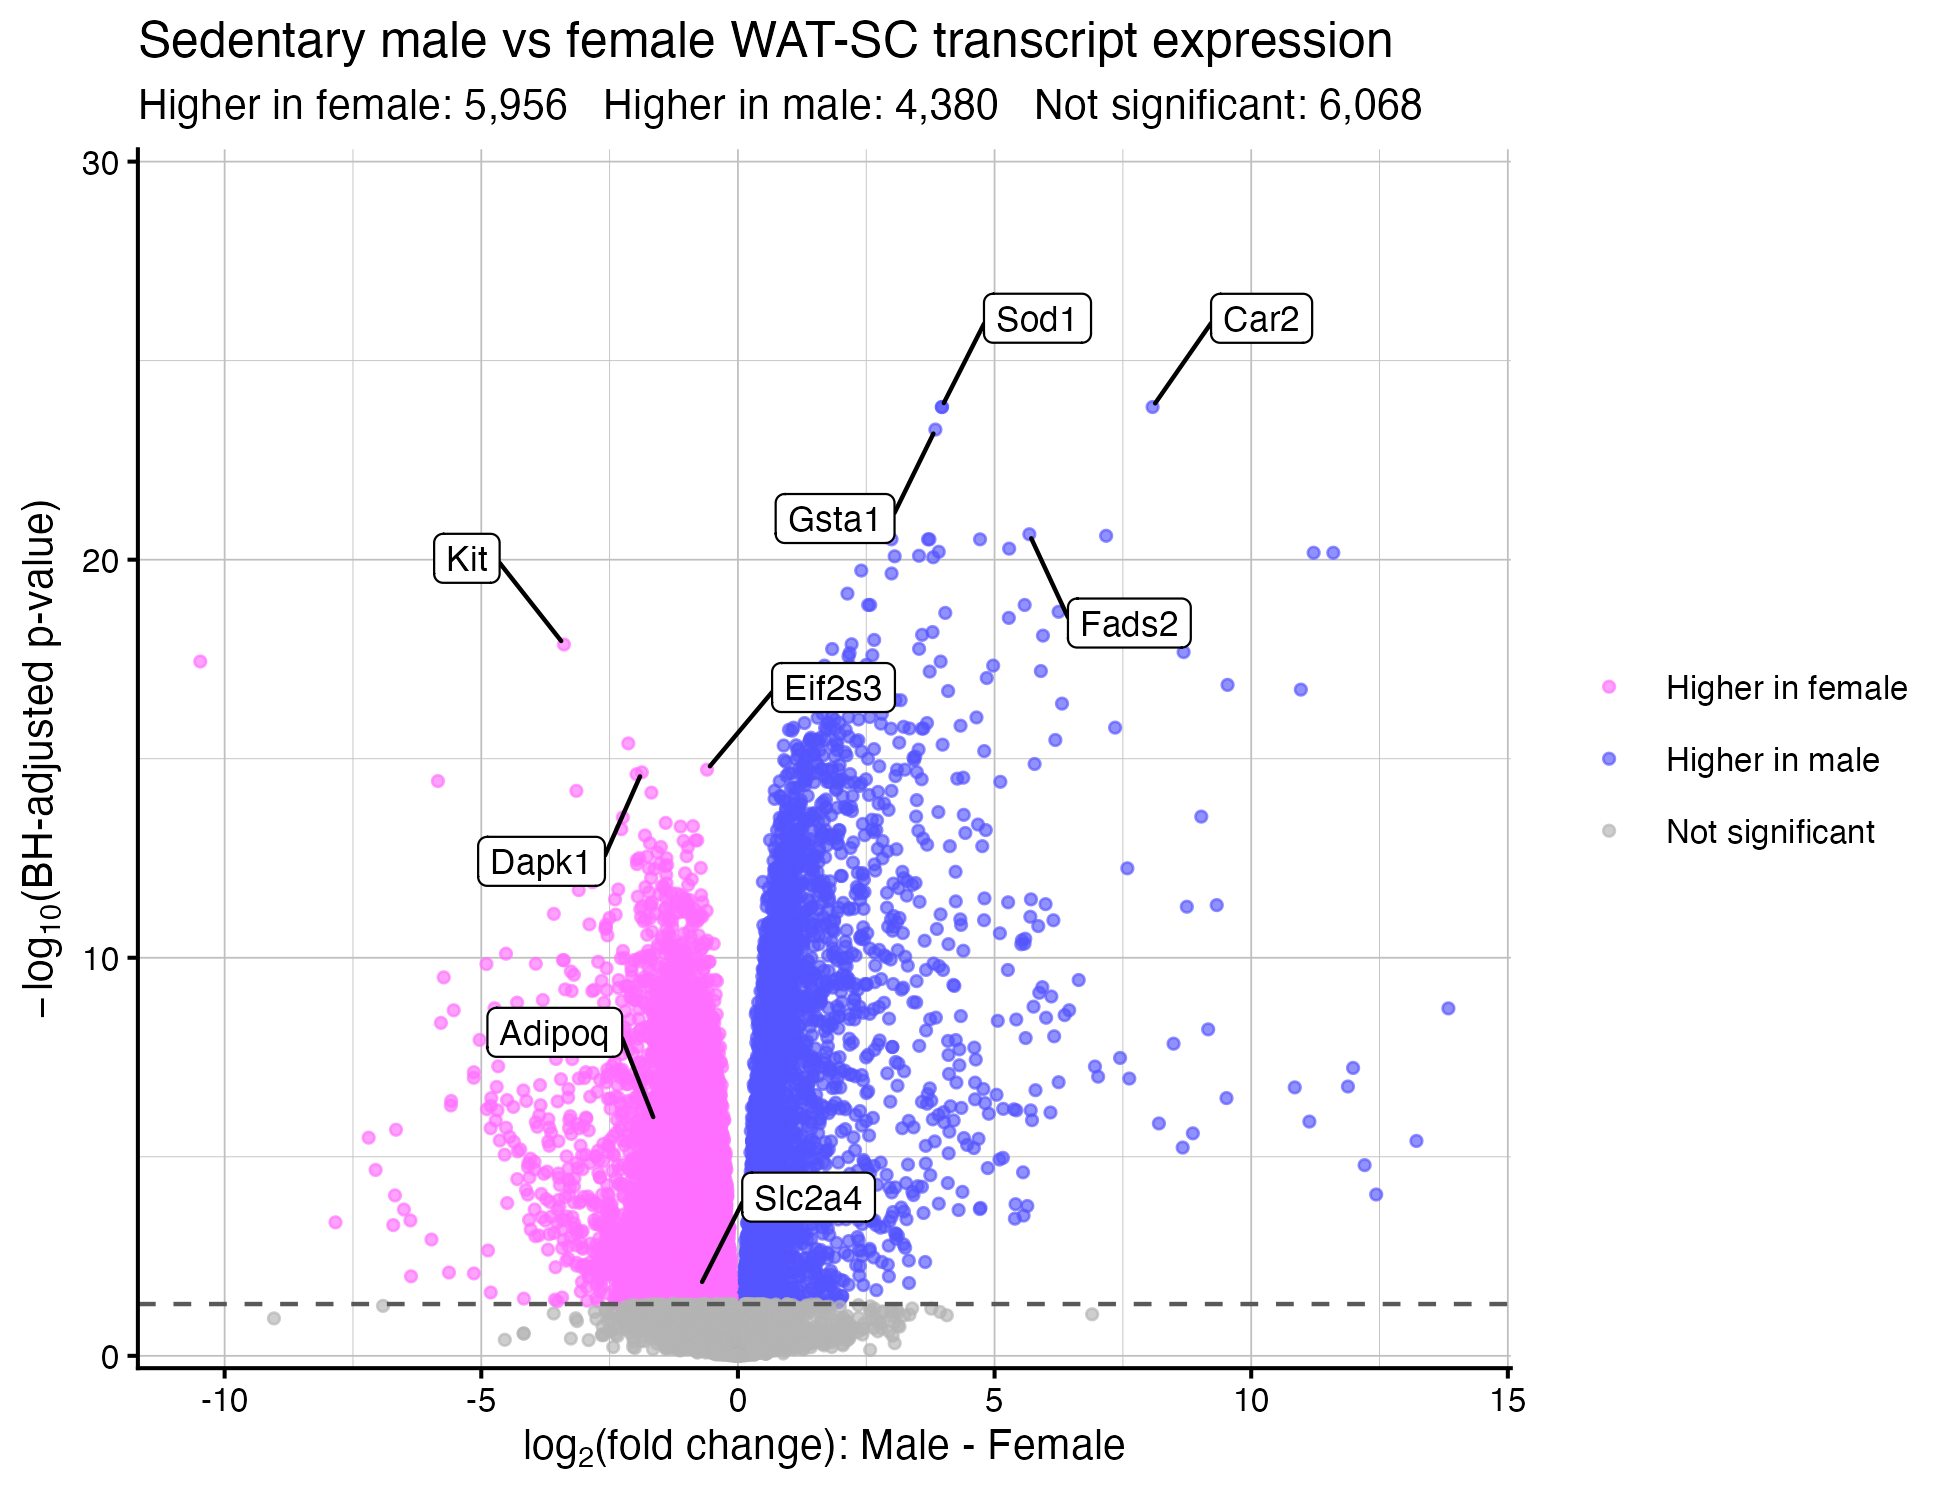 Sedentary male vs female WAT-SC transcript expression
Higher in female: 5,956 Higher in male: 4,380 Not significant: 6,068
30
20
10
0
−log10(BH-adjusted p-value)
Sod1
Car2
Gsta1
Kit
Fads2
Eif2s3
Dapk1
Adipoq
Slc2a4
-10 -5 0 5 10 15
log2(fold change): Male - Female
Higher in female
Higher in male
Not significant